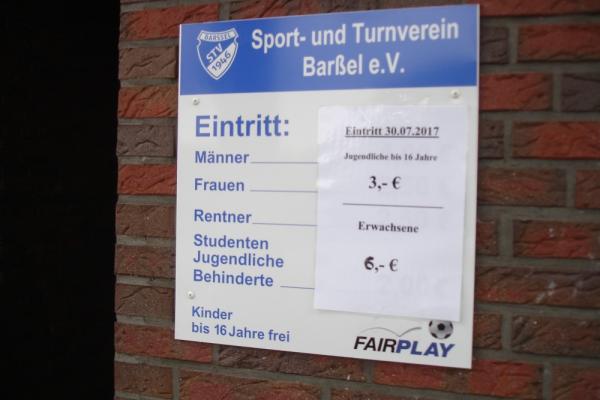 BARSSEL
STV
1946
Sport- und Turnverein
Barßel e.V.
Eintritt:
Männer
Frauen
Rentner
Studenten
Jugendliche
Behinderte
Kinder
bis 16 Jahre frei
Eintritt 30.07.2017
Jugendliche bis 16 Jahre
3,- €
Erwachsene
6,- €
FAIRPLAY